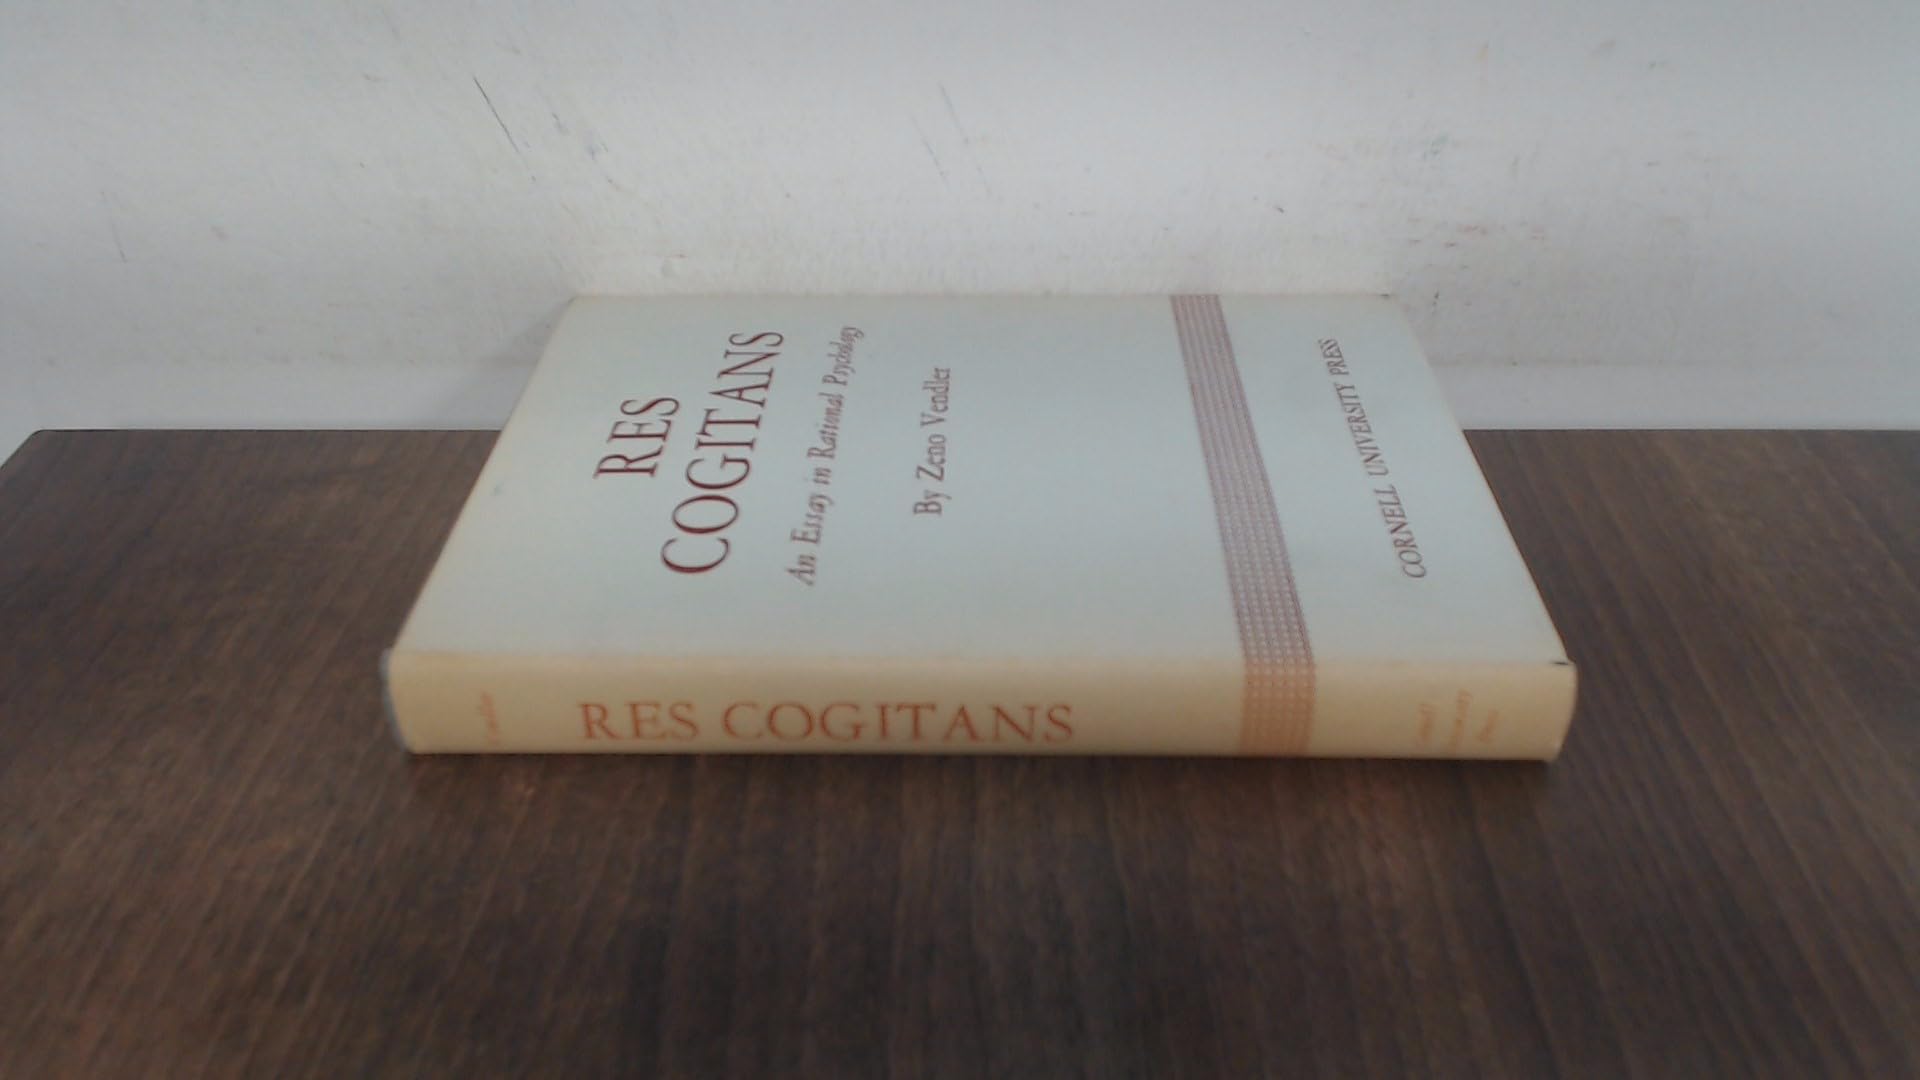 RES
COGITANS
An Essay in Rational Psychology
By Zeno Vendler
CORNELL UNIVERSITY PRESS
RES COGITANS